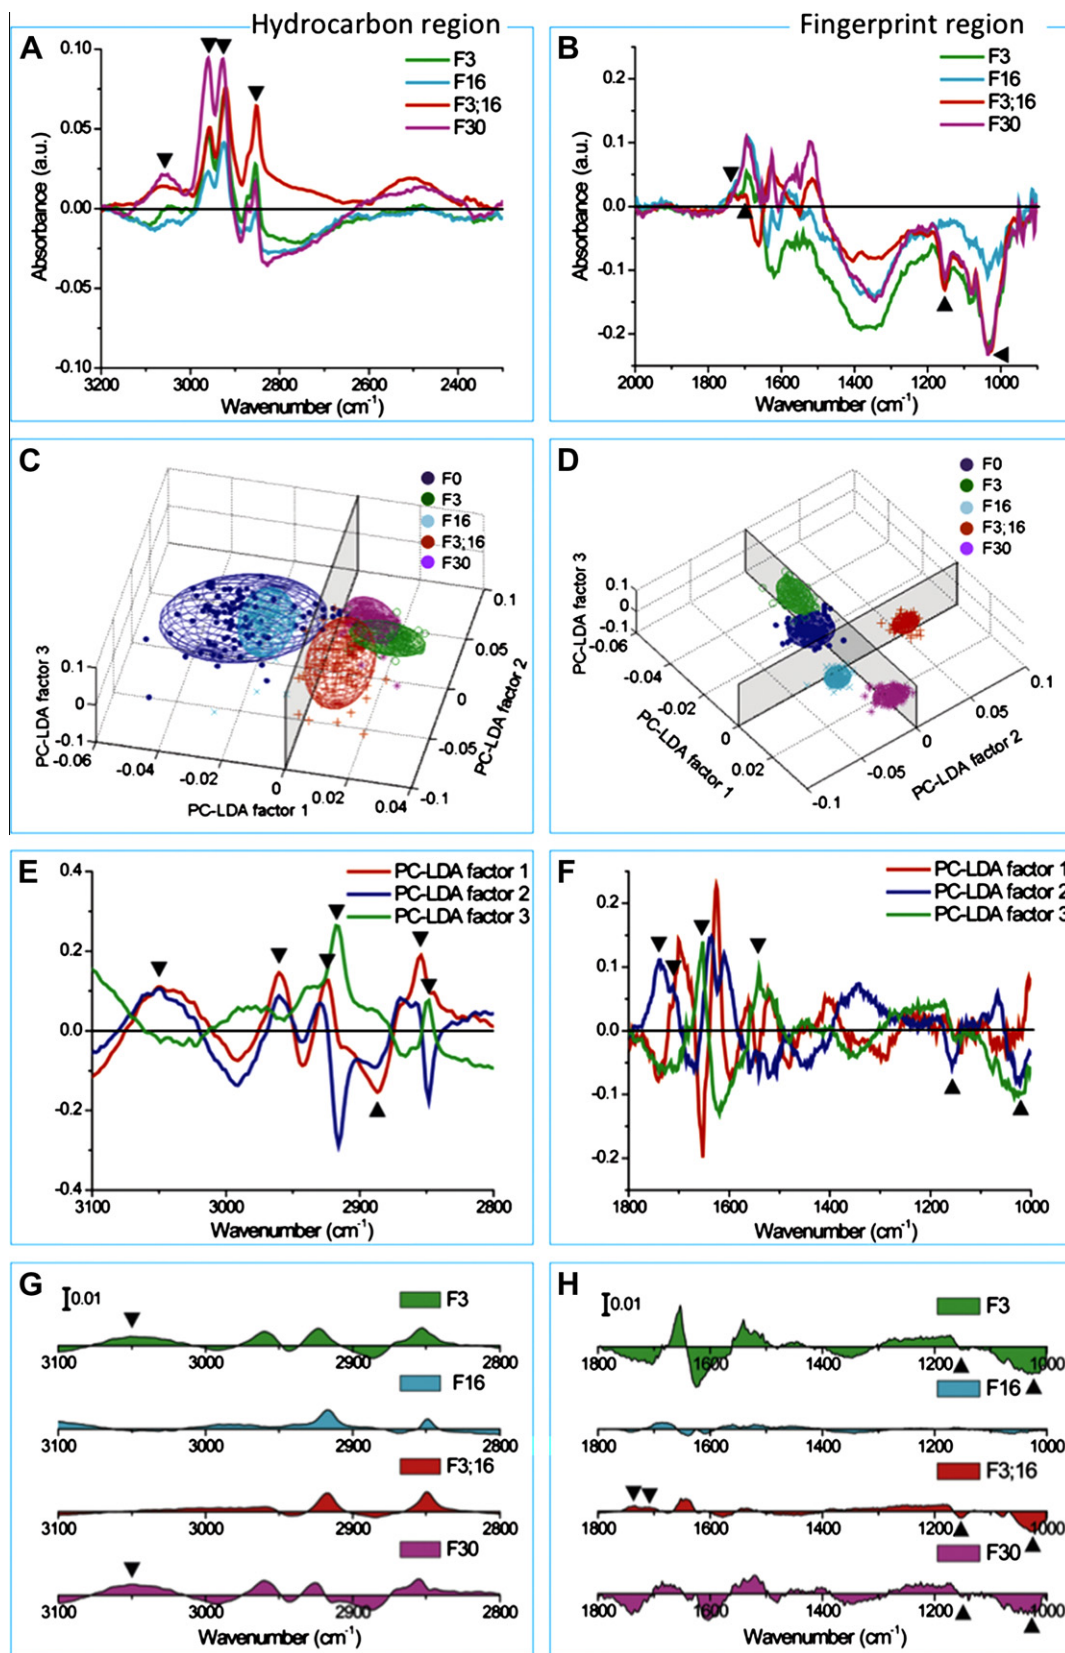 Hydrocarbon region
Fingerprint region
A
F3
F16
F3;16
F30
0.10
0.05
0.00
-0.05
-0.10
Absorbance (a.u.)
3200 3000 2800 2600 2400
Wavenumber (cm-1)
B
F3
F16
F3;16
F30
0.2
0.1
0.0
-0.1
-0.2
Absorbance (a.u.)
2000 1800 1600 1400 1200 1000
Wavenumber (cm-1)
C
F0
F3
F16
F3;16
F30
PC-LDA factor 3
0.1
0
-0.1
-0.06 -0.04 -0.02 0 0.02 0.04
PC-LDA factor 1
-0.1 -0.05 0 0.05 0.1
PC-LDA factor 2
D
F0
F3
F16
F3;16
F30
PC-LDA factor 3
0.1
0
-0.1
-0.06
-0.04
-0.02
0
0.02
PC-LDA factor 1
-0.1
-0.05
0
0.05
0.1
PC-LDA factor 2
E
PC-LDA factor 1
PC-LDA factor 2
PC-LDA factor 3
0.4
0.2
0.0
-0.2
-0.4
3100 3000 2900 2800
Wavenumber (cm-1)
F
PC-LDA factor 1
PC-LDA factor 2
PC-LDA factor 3
0.2
0.1
0.0
-0.1
-0.2
1800 1600 1400 1200 1000
Wavenumber (cm-1)
G
0.01
F3
3100 3000 2900 2800
F16
3100 3000 2900 2800
F3;16
3100 3000 2900 2800
F30
3100 3000 2900 2800
Wavenumber (cm-1)
H
0.01
F3
1800 1600 1400 1200 1000
F16
1800 1600 1400 1200 1000
F3;16
1800 1600 1400 1200 1000
F30
1800 1600 1400 1200 1000
Wavenumber (cm-1)